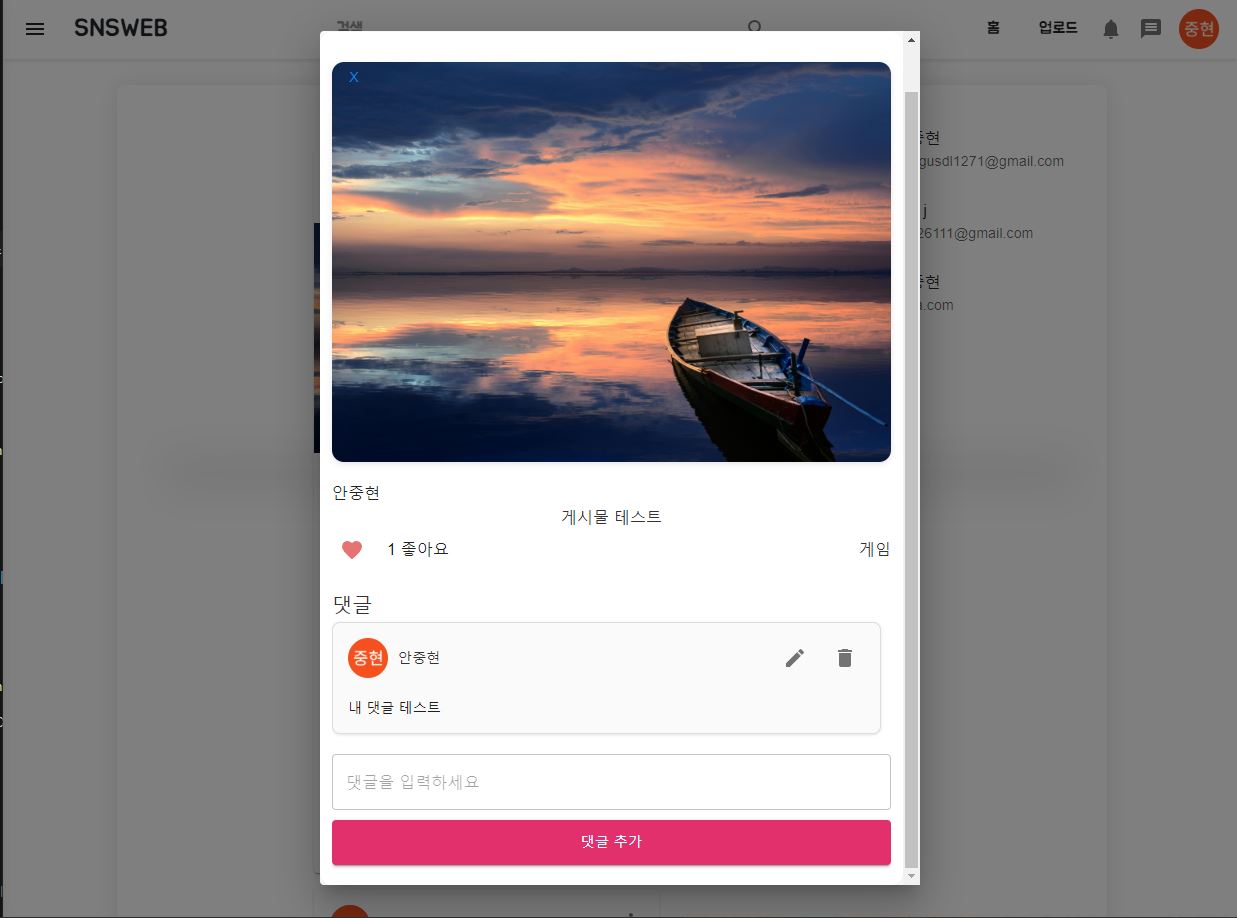 SNSWEB
검색
홈
업로드
중현
X
중현
gusdl1271@gmail.com
j
26111@gmail.com
중현
.com
안중현
게시물 테스트
1 좋아요
게임
댓글
중현
안중현
내 댓글 테스트
댓글을 입력하세요
댓글 추가